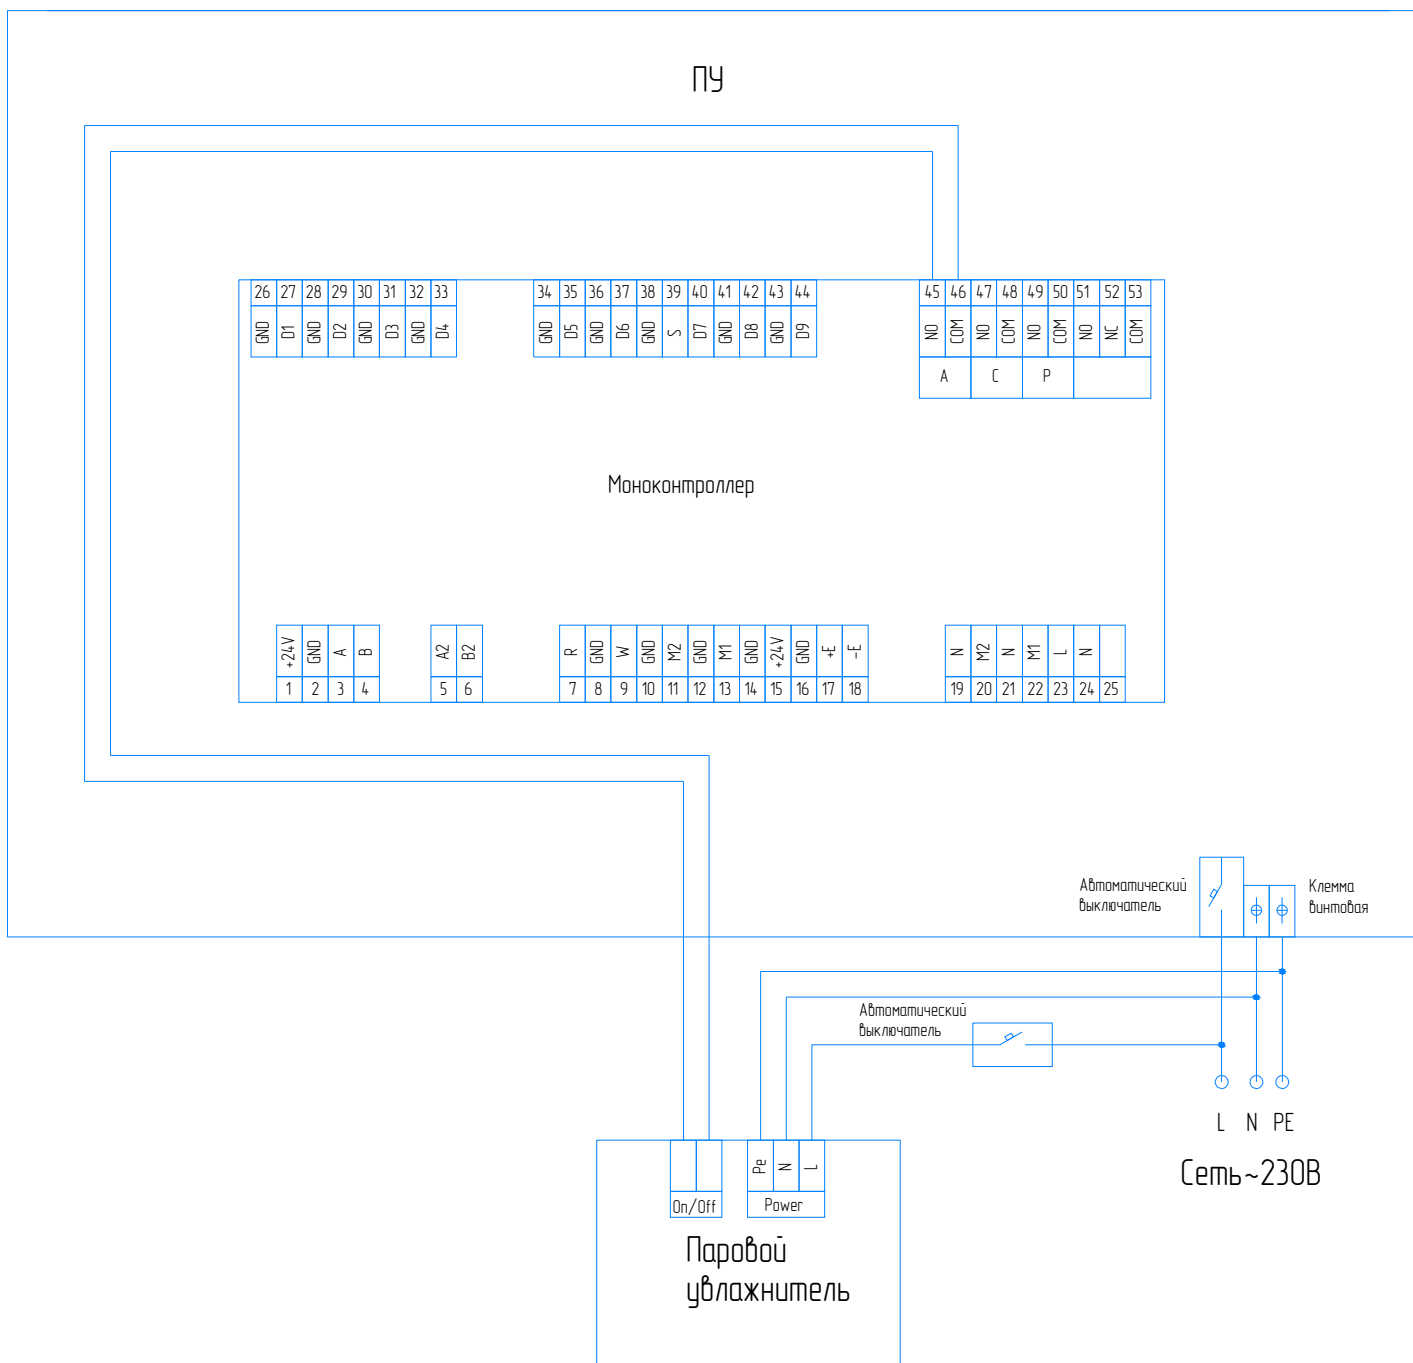 ПУ
26 27 28 29 30 31 32 33
GND D1 GND D2 GND D3 GND D4
34 35 36 37 38 39 40 41 42 43 44
GND D5 GND D6 GND S D7 GND D8 GND D9
45 46 47 48 49 50 51 52 53
NO COM NO COM NO COM NO NC COM
A C P
Моноконтроллер
+24V GND A B
1 2 3 4
A2 B2
5 6
R GND W GND M2 GND M1 GND +24V GND +E -E
7 8 9 10 11 12 13 14 15 16 17 18
N M2 N M1 L N
19 20 21 22 23 24 25
Автоматический
выключатель
Клемма
винтовая
Автоматический
выключатель
L N PE
Сеть~230В
Pe N L
On/Off
Power
Паровой
увлажнитель